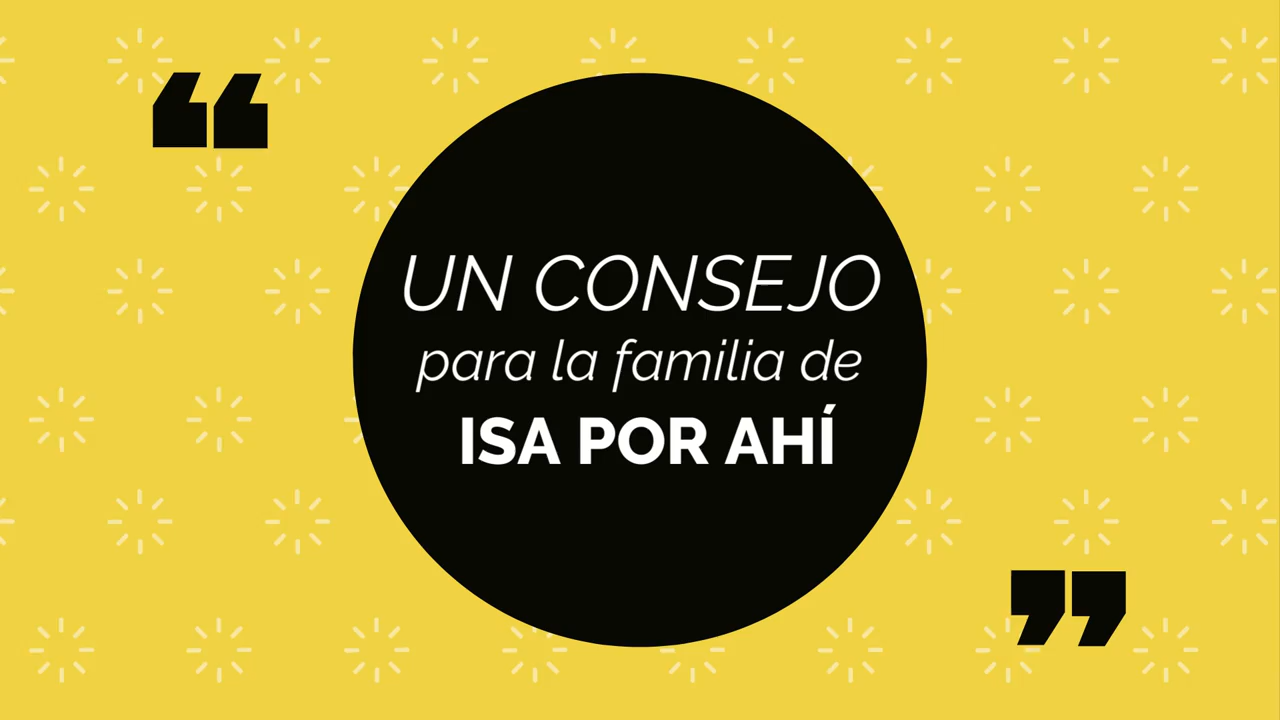 “
UN CONSEJO
para la familia de
ISA POR AHÍ
”